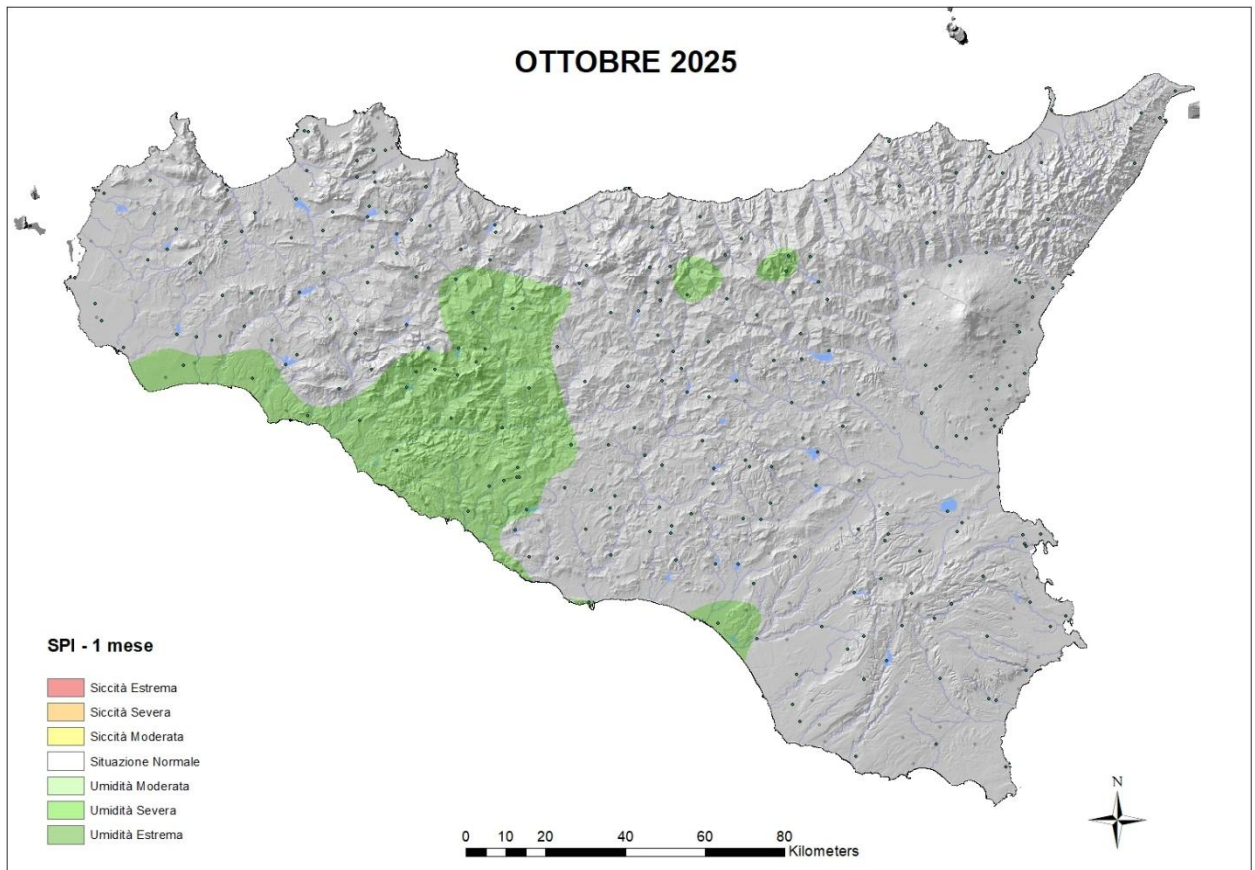 OTTOBRE 2025
SPI - 1 mese
Siccità Estrema
Siccità Severa
Siccità Moderata
Situazione Normale
Umidità Moderata
Umidità Severa
Umidità Estrema
N
0 10 20 40 60 80
Kilometers